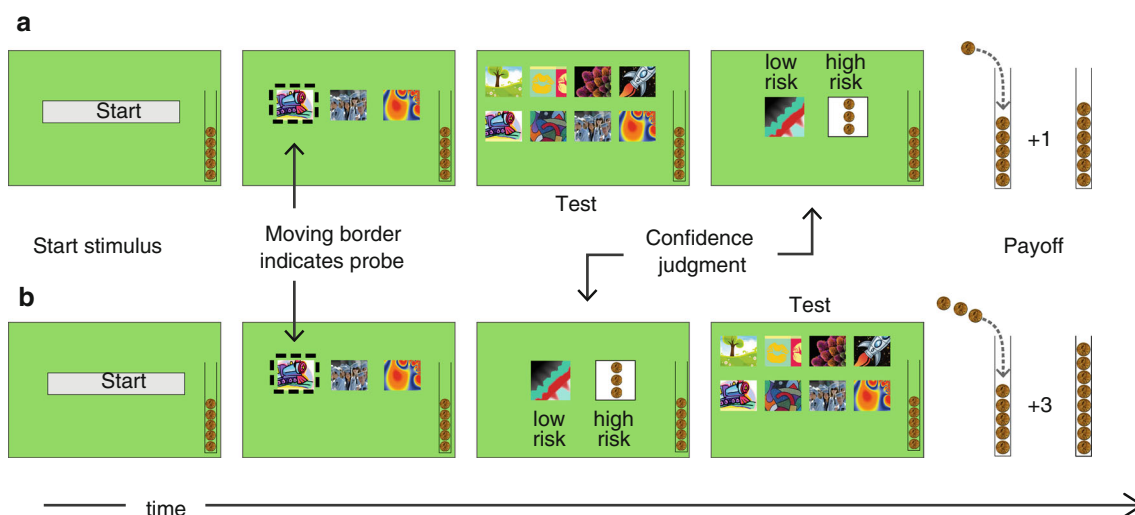 a
Start
low
risk
high
risk
+1
Test
Start stimulus
Moving border
indicates probe
Confidence
judgment
Payoff
b
Test
Start
low
risk
high
risk
+3
time